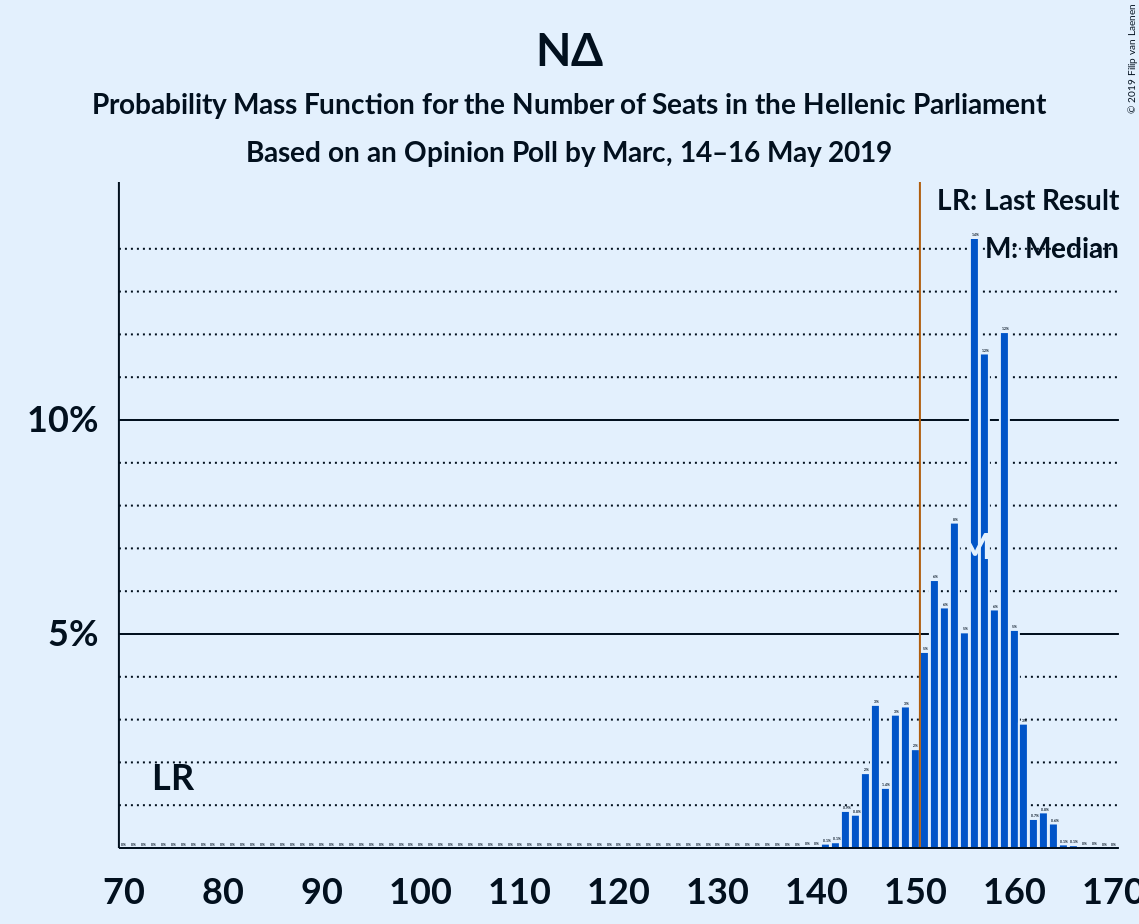 © 2019 Filip van Laenen
ΝΔ
Probability Mass Function for the Number of Seats in the Hellenic Parliament
Based on an Opinion Poll by Marc, 14–16 May 2019
LR: Last Result
M: Median
10%
5%
LR
M
70 80 90 100 110 120 130 140 150 160 170